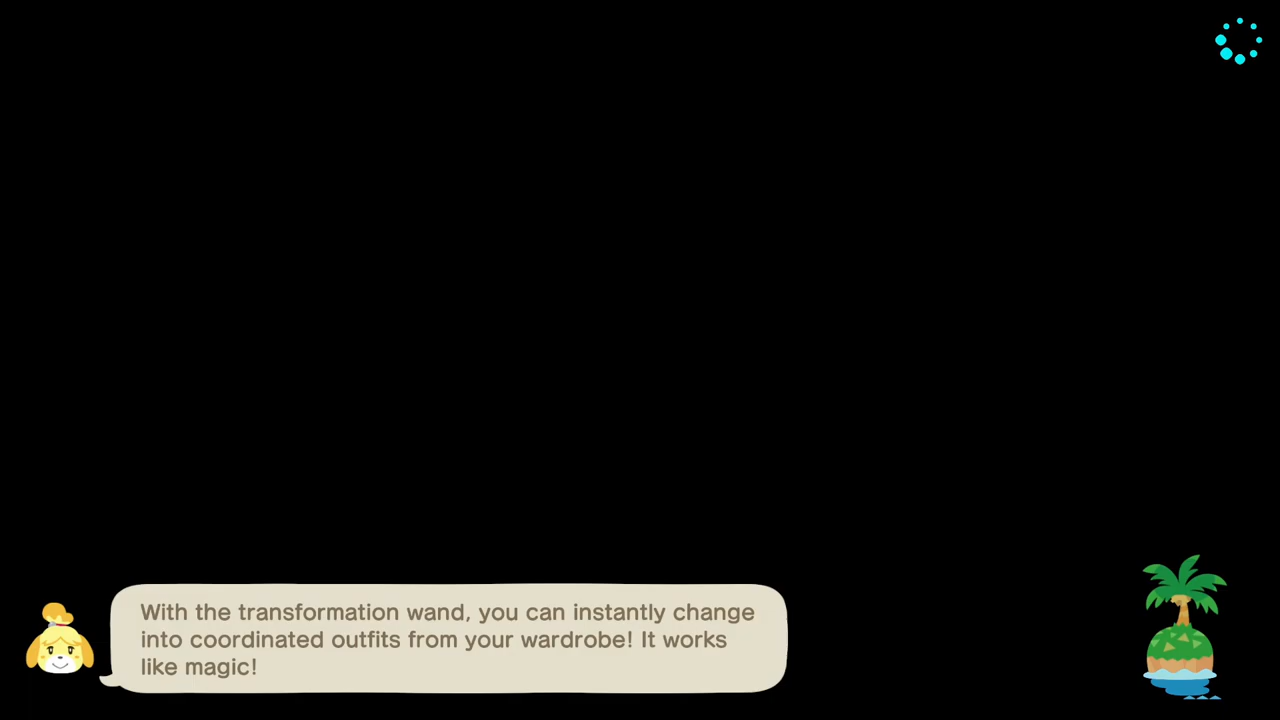 With the transformation wand, you can instantly change
into coordinated outfits from your wardrobe! It works
like magic!